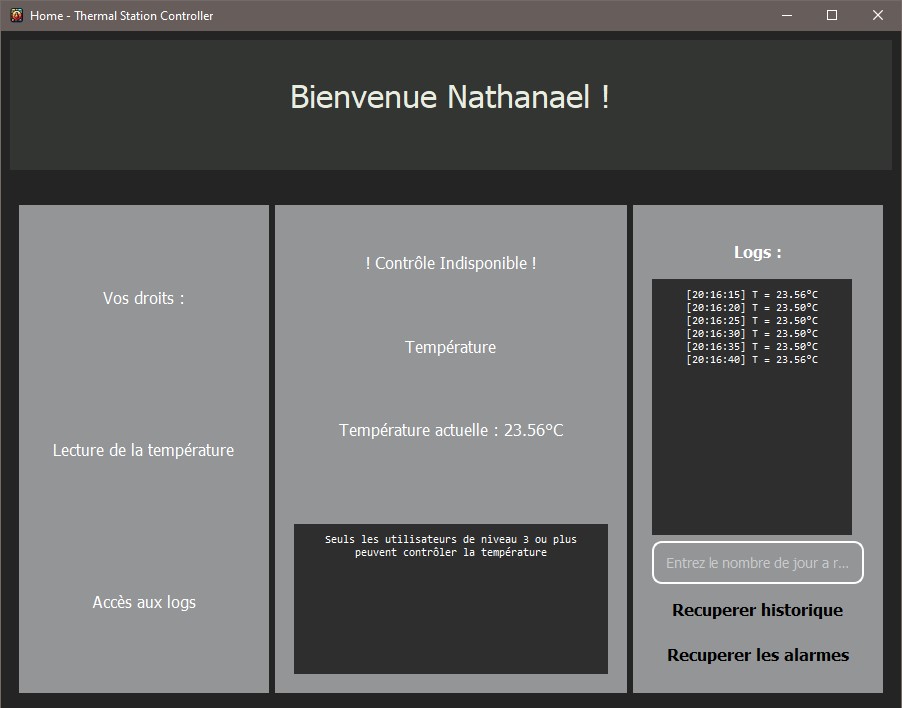 Home - Thermal Station Controller
Bienvenue Nathanael !
Vos droits :
Lecture de la température
Accès aux logs
! Contrôle Indisponible !
Température
Température actuelle : 23.56°C
Seuls les utilisateurs de niveau 3 ou plus
peuvent contrôler la température
Logs :
[20:16:15] T = 23.56°C
[20:16:20] T = 23.50°C
[20:16:25] T = 23.50°C
[20:16:30] T = 23.56°C
[20:16:35] T = 23.50°C
[20:16:40] T = 23.56°C
Entrez le nombre de jour a r...
Recuperer historique
Recuperer les alarmes